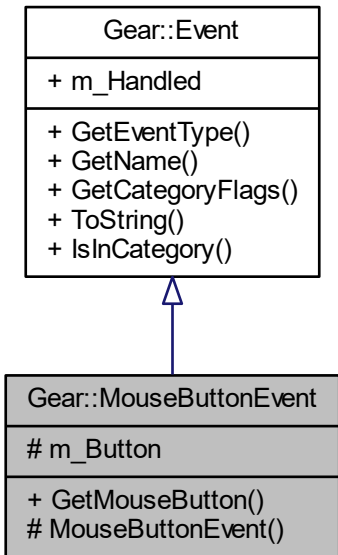 Gear::Event
+ m_Handled
+ GetEventType()
+ GetName()
+ GetCategoryFlags()
+ ToString()
+ IsInCategory()
Gear::MouseButtonEvent
# m_Button
+ GetMouseButton()
# MouseButtonEvent()